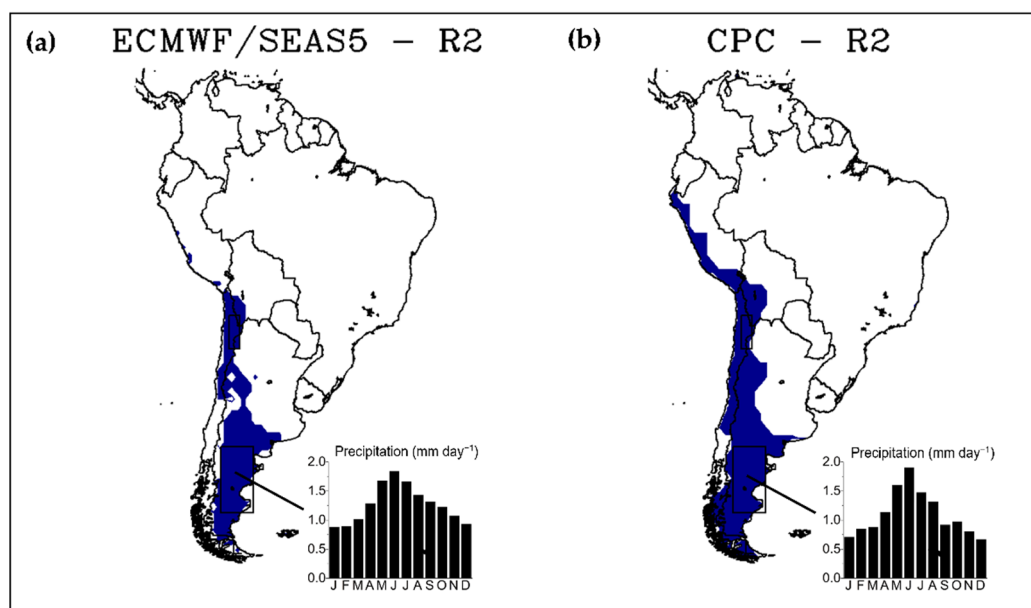 (a) ECMWF/SEAS5 - R2
Precipitation (mm day⁻¹)
2.0
1.5
1.0
0.5
0.0
J F M A M J J A S O N D
(b) CPC - R2
Precipitation (mm day⁻¹)
2.0
1.5
1.0
0.5
0.0
J F M A M J J A S O N D